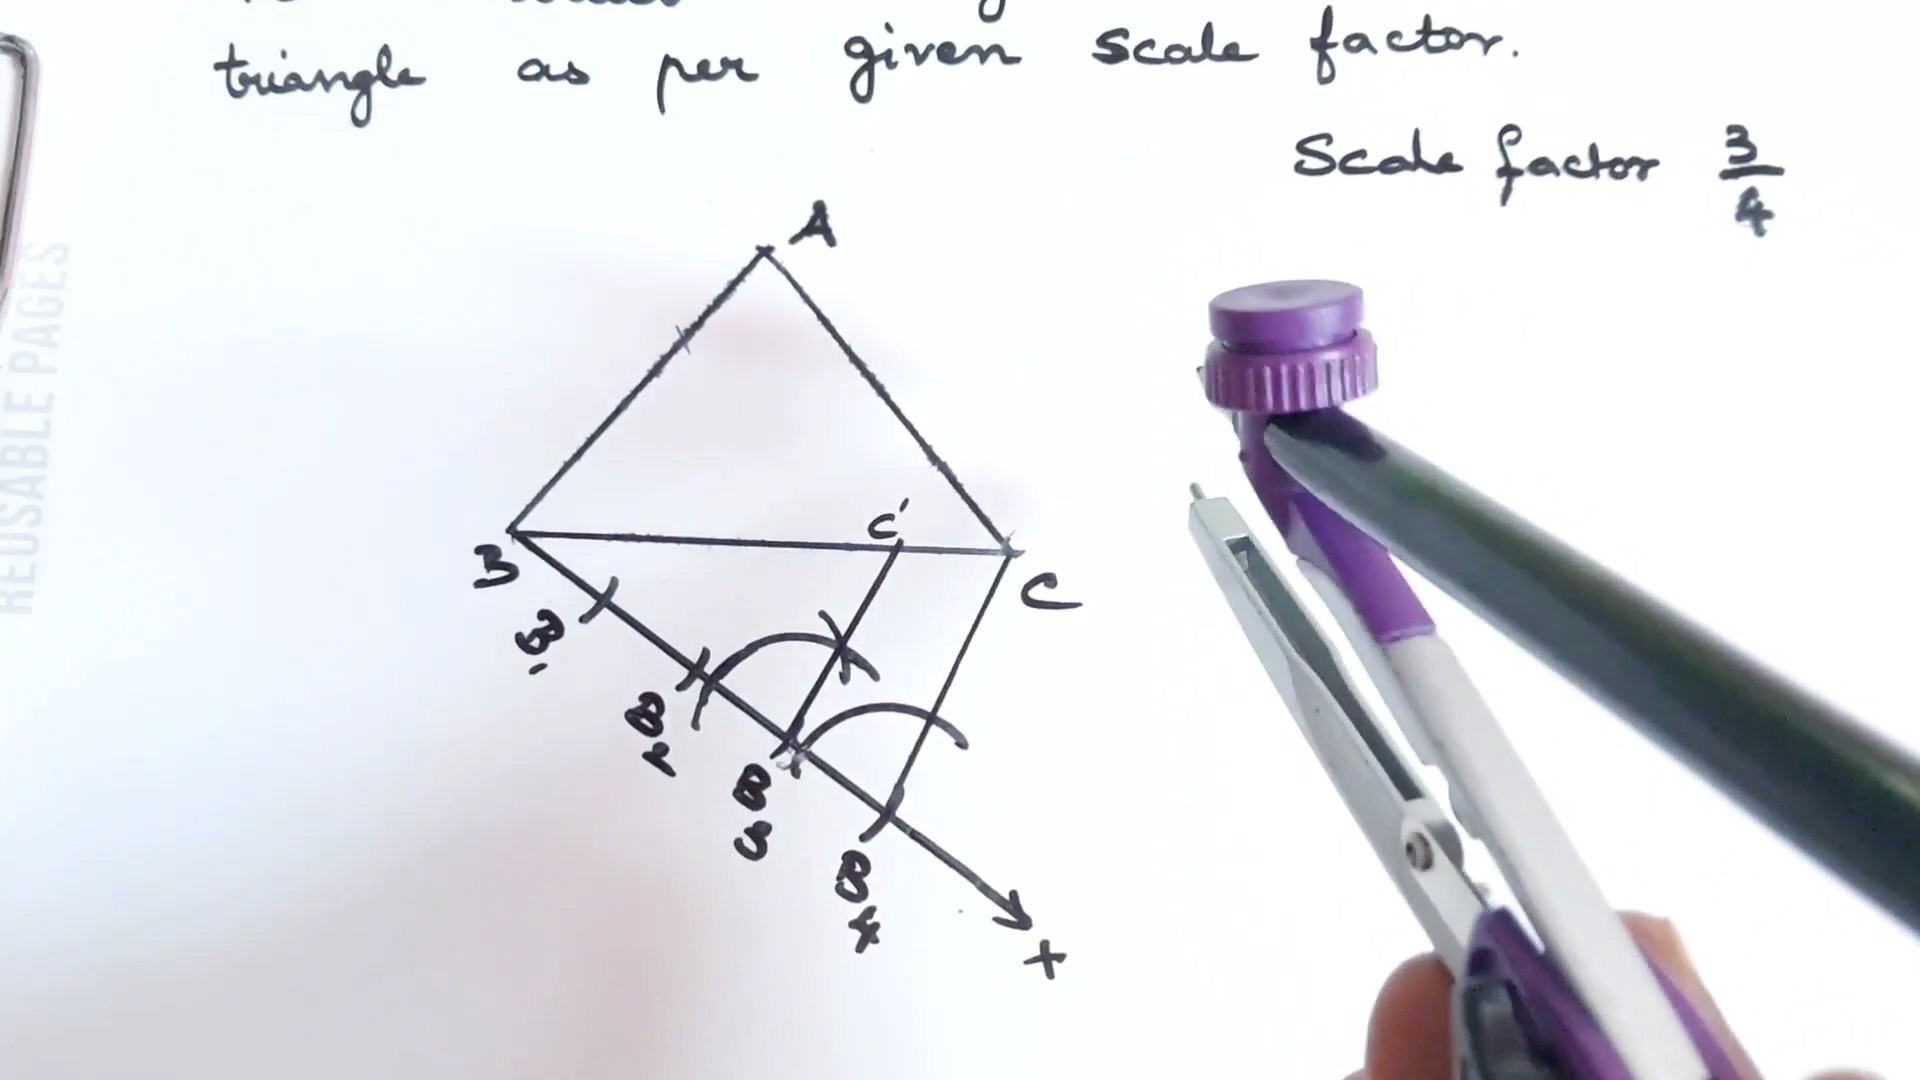 triangle as per given scale factor.
Scale factor 3/4
A
C'
B
C
B1
B2
B3
B4
X
REUSABLE PAGES